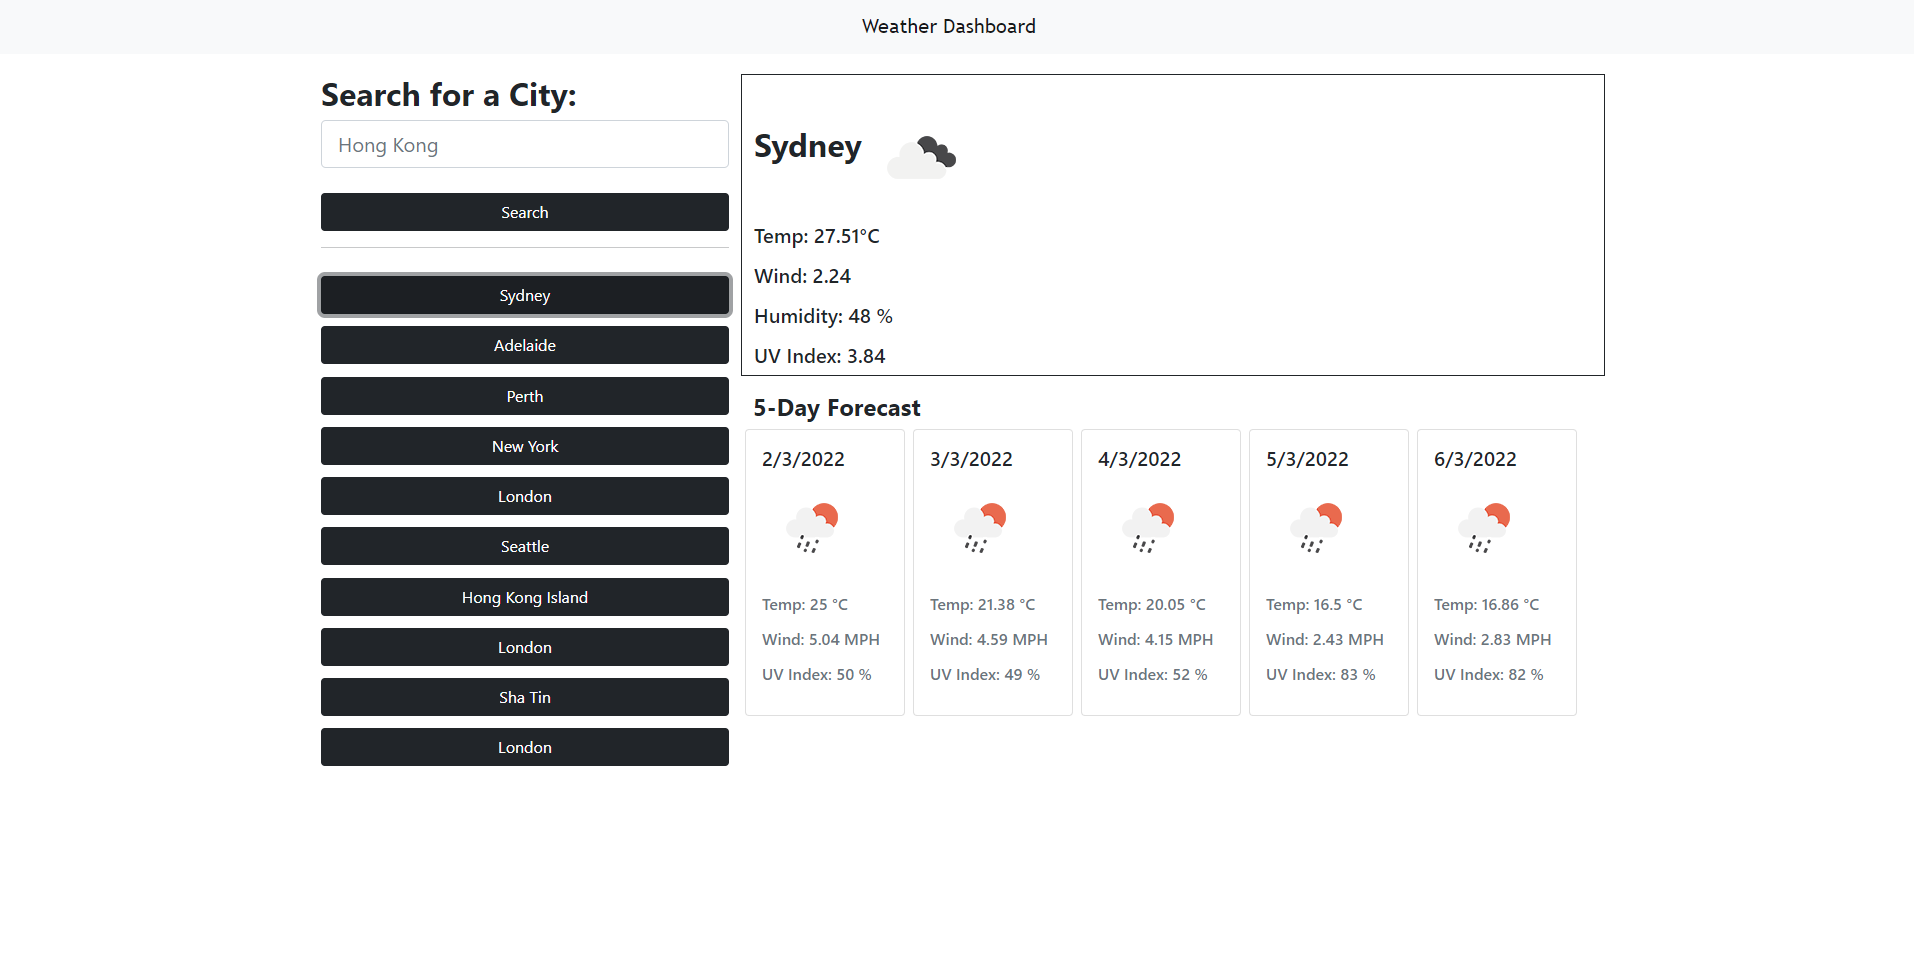 Weather Dashboard
Search for a City:
Hong Kong
Search
Sydney
Adelaide
Perth
New York
London
Seattle
Hong Kong Island
London
Sha Tin
London
Sydney
Temp: 27.51°C
Wind: 2.24
Humidity: 48 %
UV Index: 3.84
5-Day Forecast
2/3/2022
Temp: 25 °C
Wind: 5.04 MPH
UV Index: 50 %
3/3/2022
Temp: 21.38 °C
Wind: 4.59 MPH
UV Index: 49 %
4/3/2022
Temp: 20.05 °C
Wind: 4.15 MPH
UV Index: 52 %
5/3/2022
Temp: 16.5 °C
Wind: 2.43 MPH
UV Index: 83 %
6/3/2022
Temp: 16.86 °C
Wind: 2.83 MPH
UV Index: 82 %